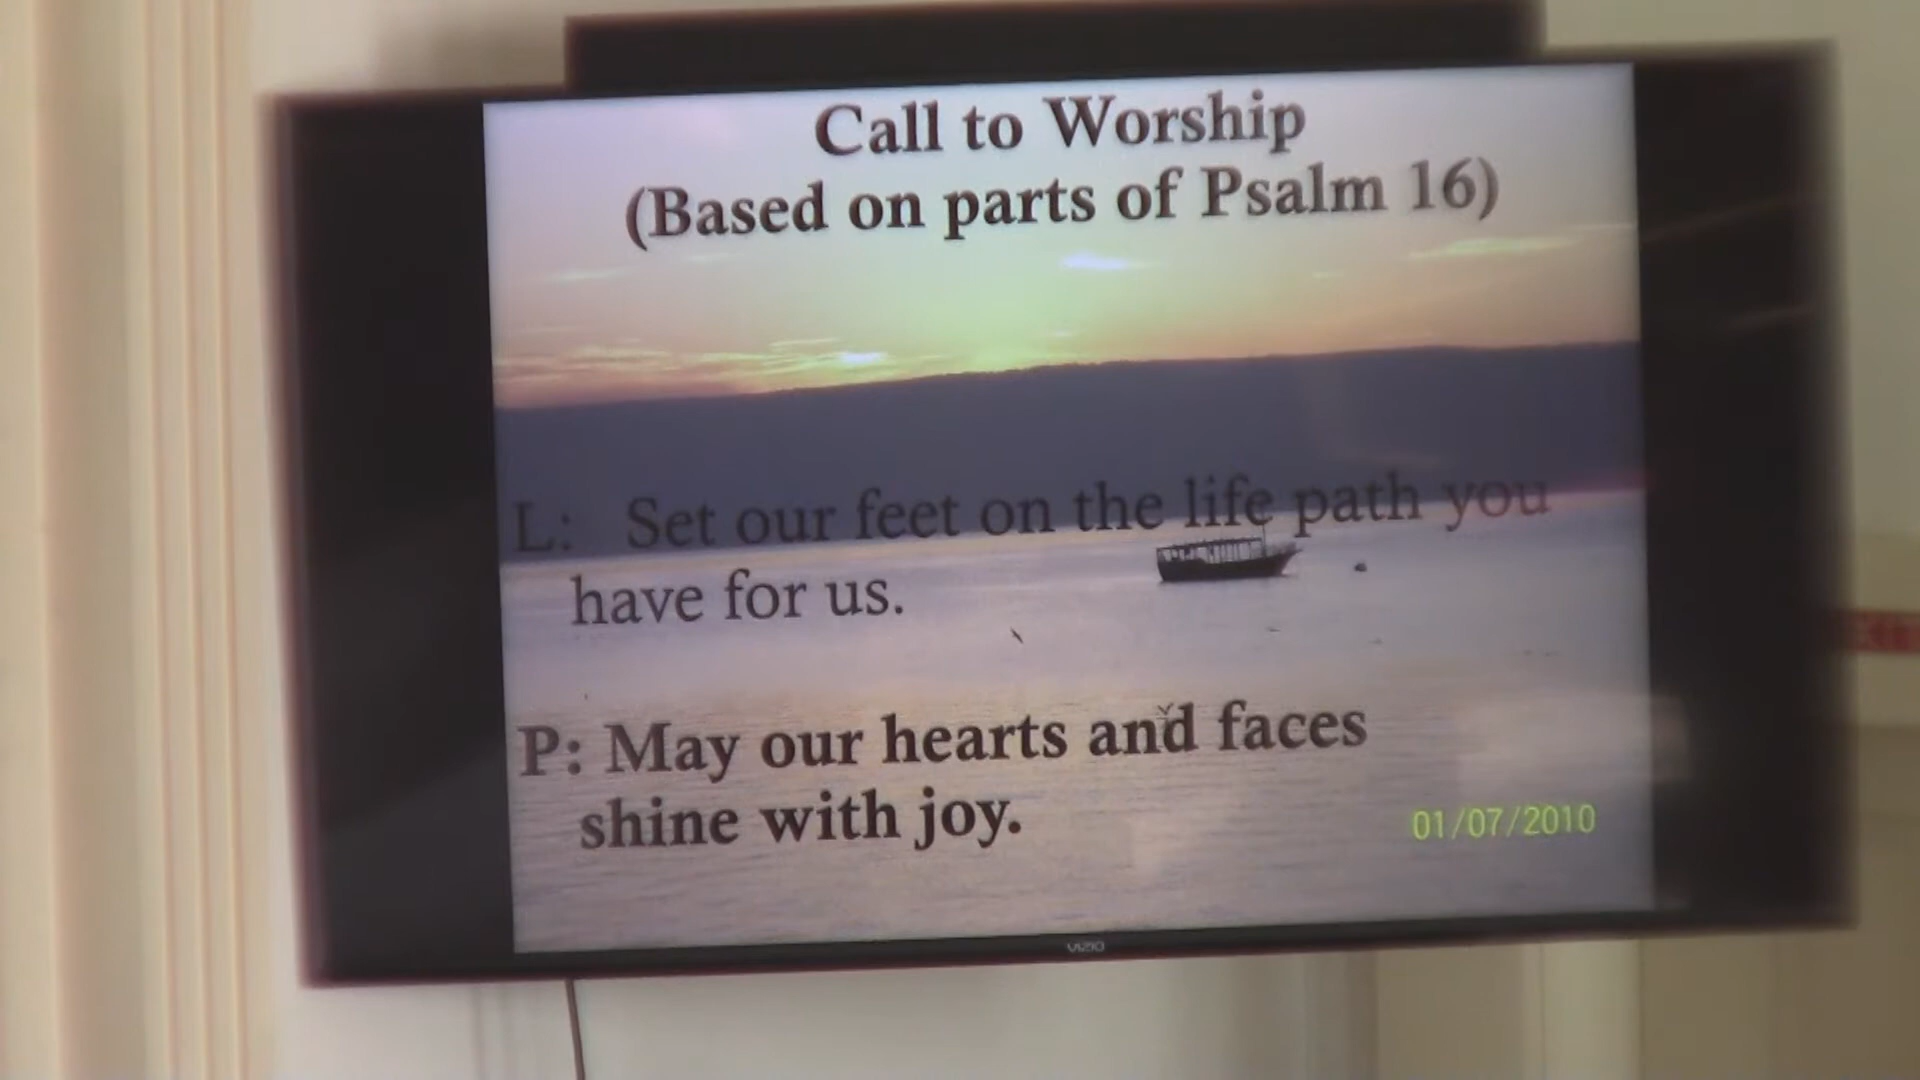 Call to Worship
(Based on parts of Psalm 16)
L: Set our feet on the life path you
have for us.
P: May our hearts and faces
shine with joy.
01/07/2010
VIZIO